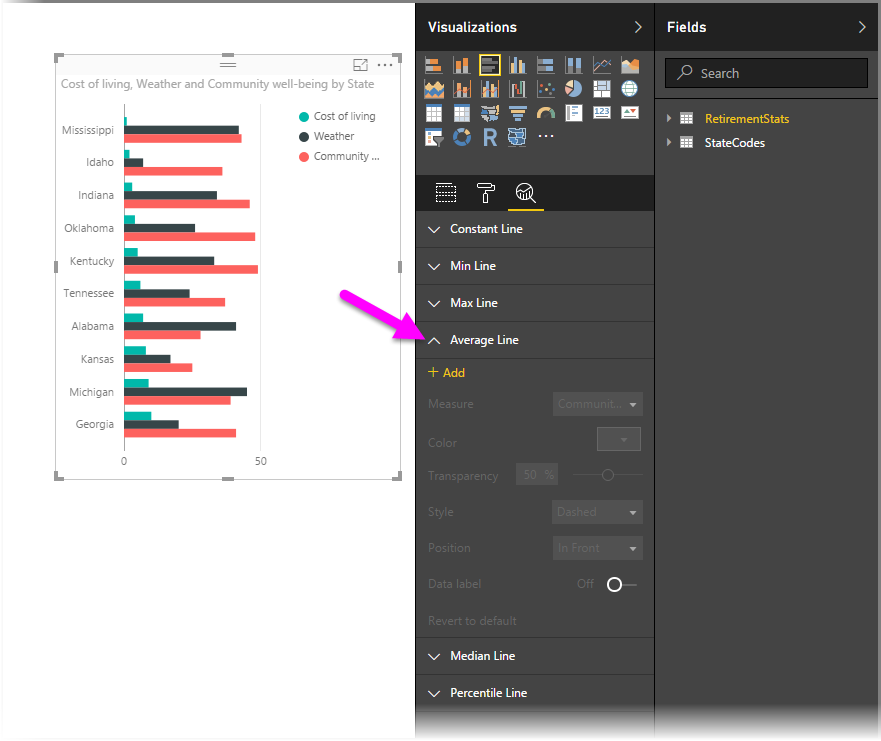 Cost of living, Weather and Community well-being by State
Mississippi
Idaho
Indiana
Oklahoma
Kentucky
Tennessee
Alabama
Kansas
Michigan
Georgia
0
50
Cost of living
Weather
Community ...
Visualizations
R
123
Constant Line
Min Line
Max Line
Average Line
+ Add
Measure
Communit...
Color
Transparency
50 %
Style
Dashed
Position
In Front
Data label
Off
Revert to default
Median Line
Percentile Line
Fields
Search
RetirementStats
StateCodes